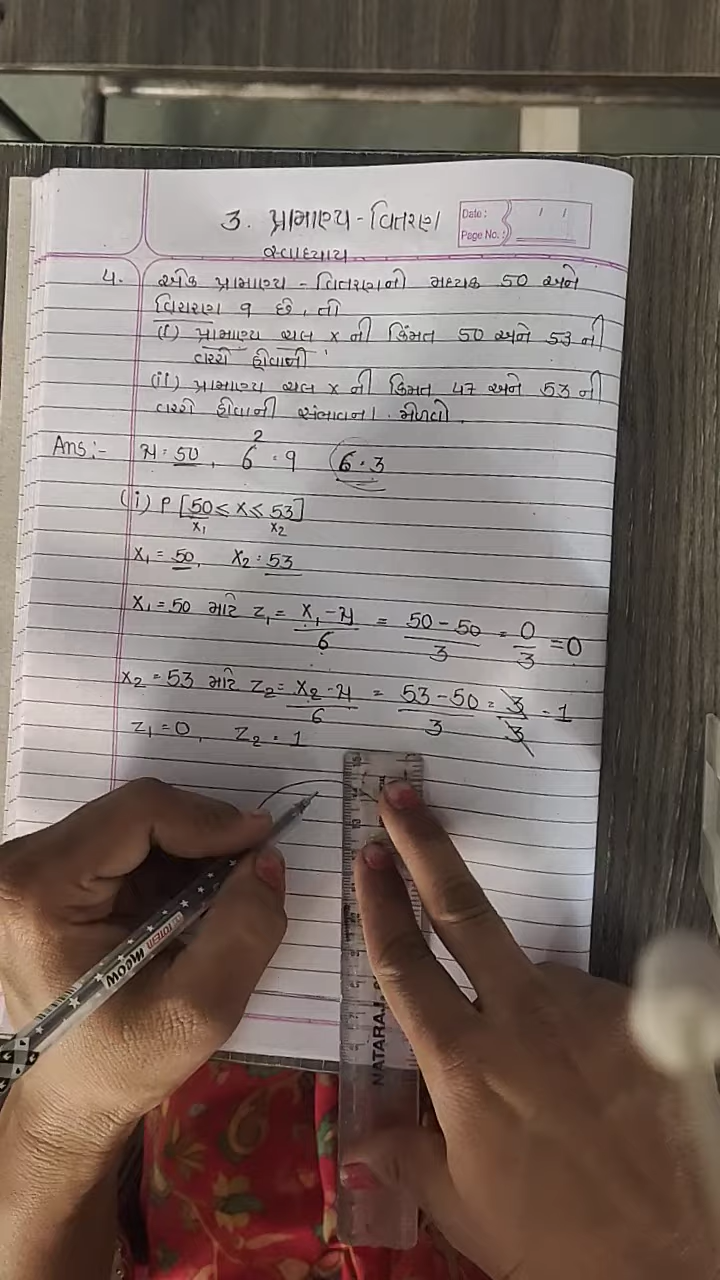 3. પ્રામાણ્ય - વિતરણ
Date : / /
Page No. :
સ્વાધ્યાય
4. એક પ્રામાણ્ય - વિતરણનો મધ્યક 50 અને
વિચરણ 9 છે, તો
(i) પ્રામાણ્ય ચલ x ની કિંમત 50 અને 53 ની
વચ્ચે હોવાની
(ii) પ્રામાણ્ય ચલ x ની કિંમત 47 અને 53 ની
વચ્ચે હોવાની સંભાવના મેળવો.
Ans :- μ = 50, σ² = 9 σ = 3
(i) P [50 ≤ x ≤ 53]
x₁ x₂
x₁ = 50, x₂ = 53
x₁ = 50 માટે z₁ = (x₁ - μ)/σ = (50 - 50)/3 = 0/3 = 0
x₂ = 53 માટે z₂ = (x₂ - μ)/σ = (53 - 50)/3 = 3/3 = 1
z₁ = 0, z₂ = 1
NATARAJ
MEOW